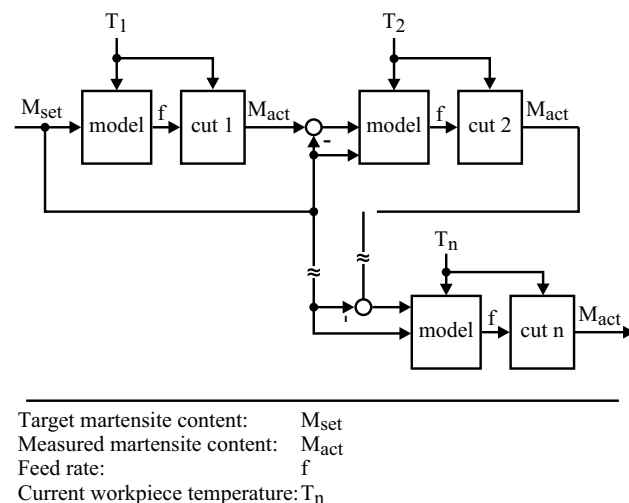 T1
T2
Mset
model
f
cut 1
Mact
-
model
f
cut 2
Mact
≈
≈
Tn
-
model
f
cut n
Mact
Target martensite content: Mset
Measured martensite content: Mact
Feed rate: f
Current workpiece temperature: Tn